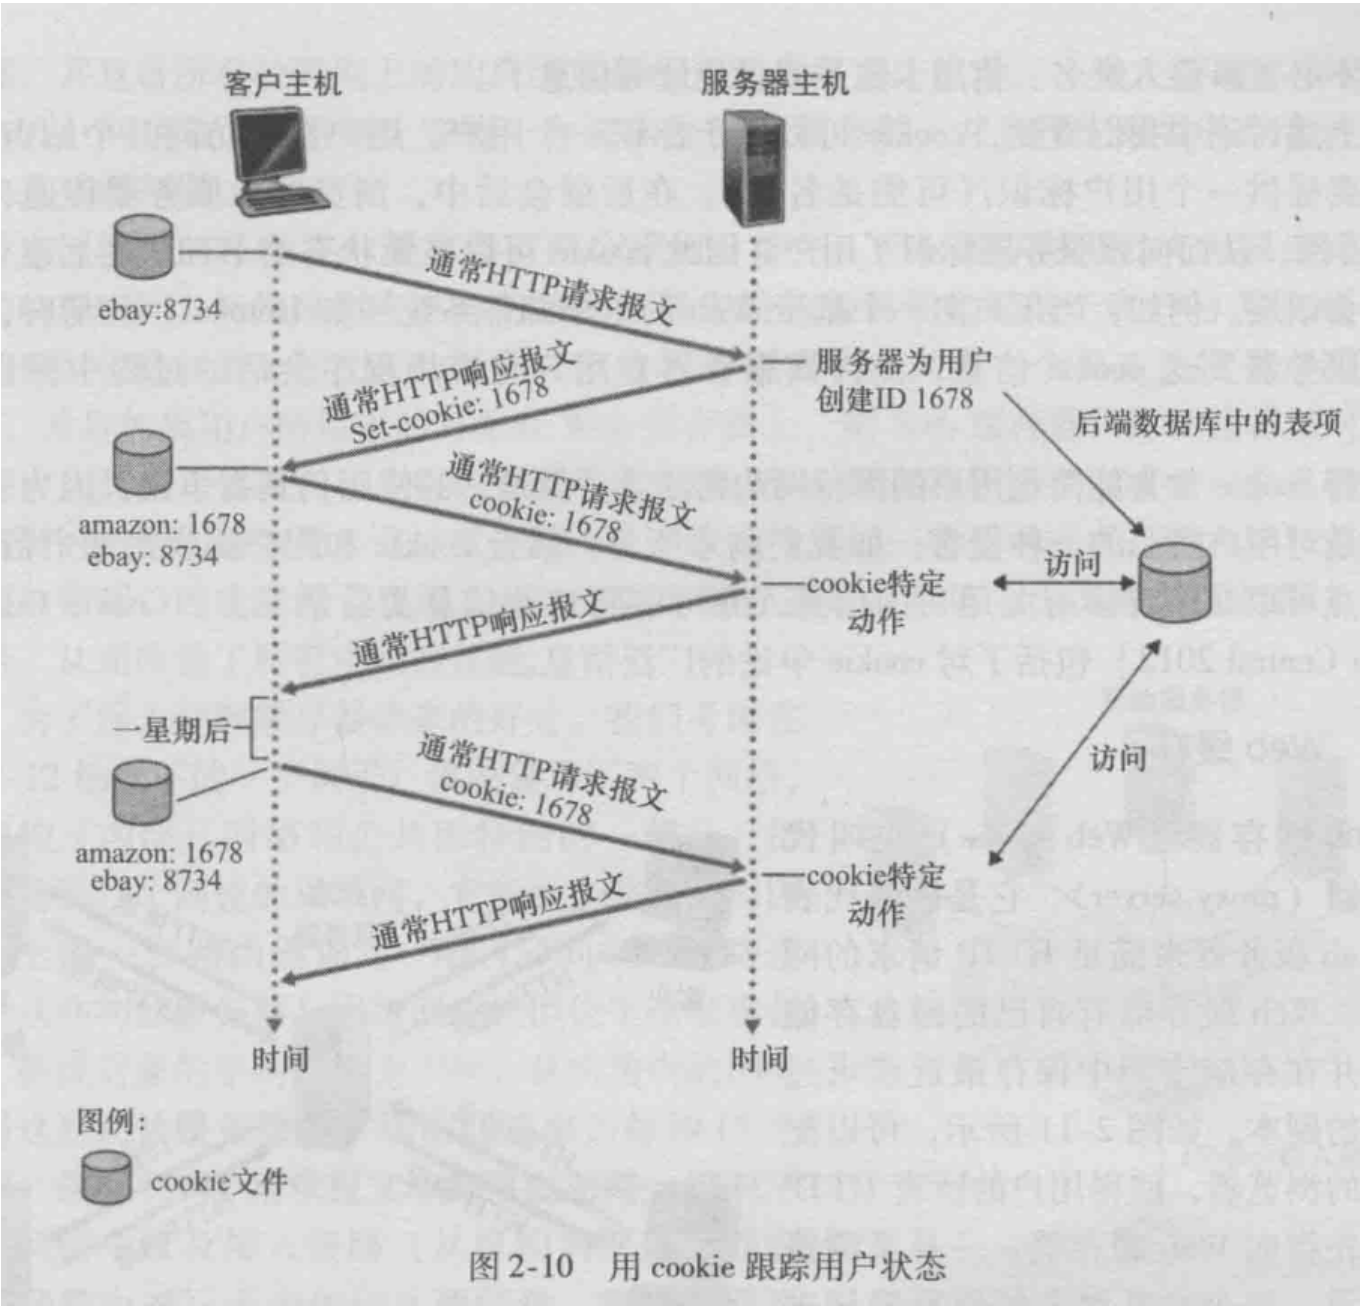 客户主机
服务器主机
ebay:8734
通常HTTP请求报文
服务器为用户
创建ID 1678
后端数据库中的表项
通常HTTP响应报文
Set-cookie: 1678
amazon: 1678
ebay: 8734
通常HTTP请求报文
cookie: 1678
cookie特定
动作
访问
通常HTTP响应报文
一星期后
访问
通常HTTP请求报文
cookie: 1678
amazon: 1678
ebay: 8734
cookie特定
动作
通常HTTP响应报文
时间
时间
图例:
cookie文件
图 2-10 用 cookie 跟踪用户状态